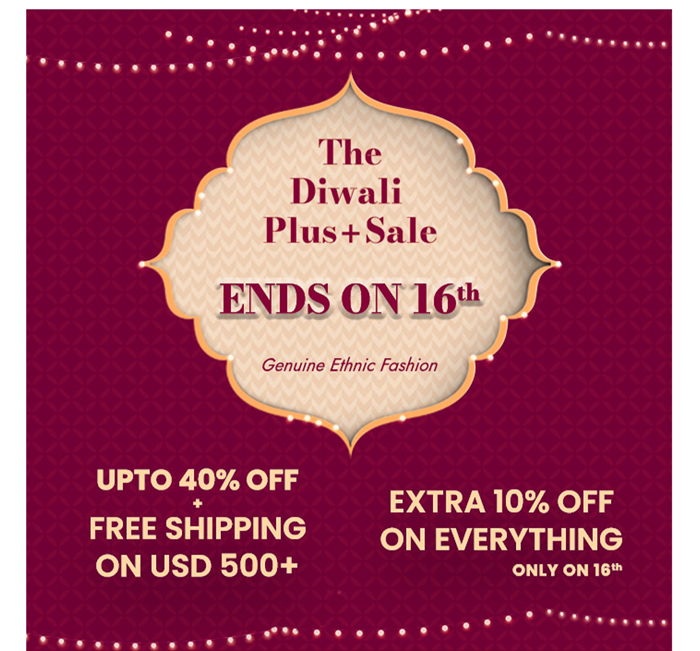 The
Diwali
Plus+Sale
ENDS ON 16th
Genuine Ethnic Fashion
UPTO 40% OFF
+
FREE SHIPPING
ON USD 500+
EXTRA 10% OFF
ON EVERYTHING
ONLY ON 16th